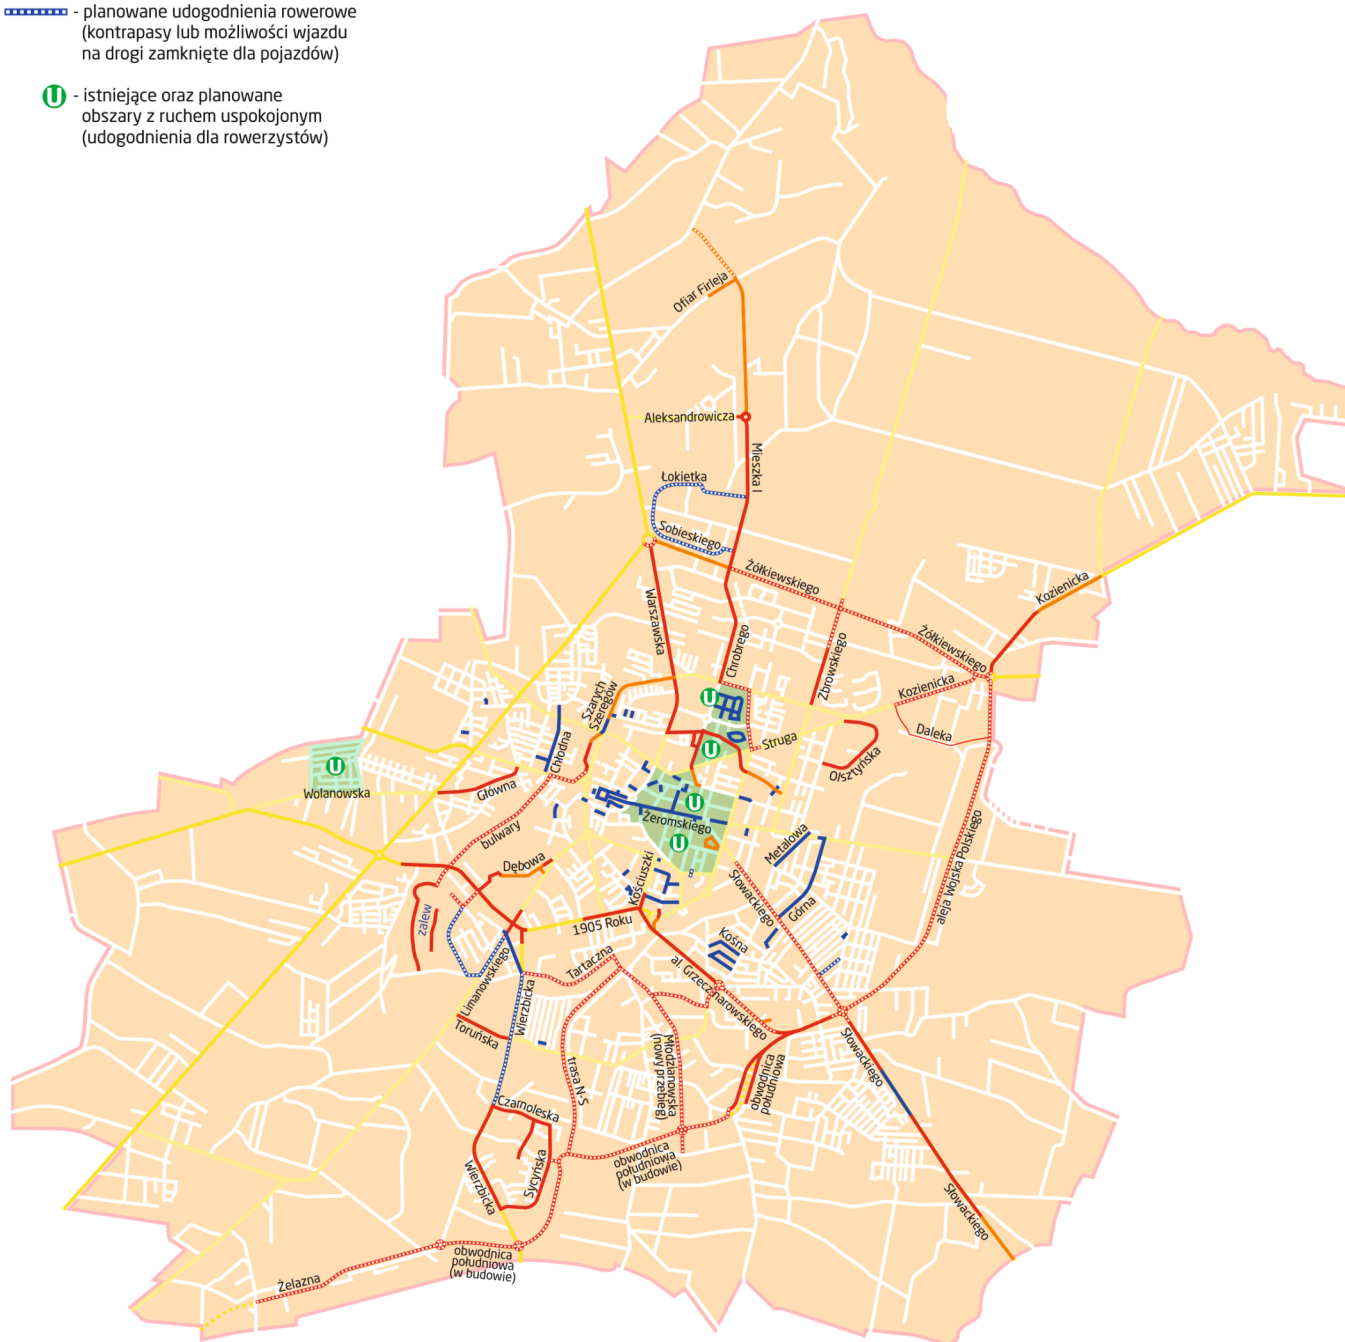 - planowane udogodnienia rowerowe
(kontrapasy lub możliwości wjazdu
na drogi zamknięte dla pojazdów)
U
- istniejące oraz planowane
obszary z ruchem uspokojonym
(udogodnienia dla rowerzystów)
Ofiar Firleja
Aleksandrowicza
Mieszka I
Łokietka
Sobieskiego
Żółkiewskiego
Kozienicka
Warszawska
Chrobrego
Zbrowskiego
Żółkiewskiego
Kozienicka
Szarych
Szeregów
U
Daleka
Struga
U
Chłodna
Olsztyńska
U
Wolanowska
Główna
U
Żeromskiego
bulwary
Metalowa
U
aleja Wojska Polskiego
Dębowa
Kościuszki
Słowackiego
Górna
zalew
1905 Roku
Kośna
Tartaczna
al. Grzecznarowskiego
Limanowskiego
Wierzbicka
Toruńska
Młodzianowska
(nowy przebieg)
Słowackiego
trasa N-S
obwodnica
południowa
Czarnoleska
obwodnica
południowa
(w budowie)
Wierzbicka
Sycyńska
Słowackiego
obwodnica
południowa
(w budowie)
Żelazna